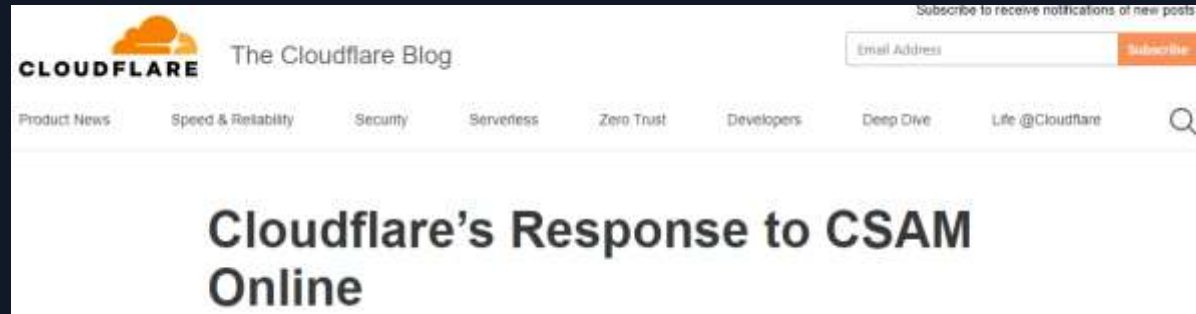 Subscribe to receive notifications of new posts
CLOUDFLARE
The Cloudflare Blog
Email Address
Subscribe
Product News
Speed & Reliability
Security
Serverless
Zero Trust
Developers
Deep Dive
Life @Cloudflare
Cloudflare’s Response to CSAM
Online